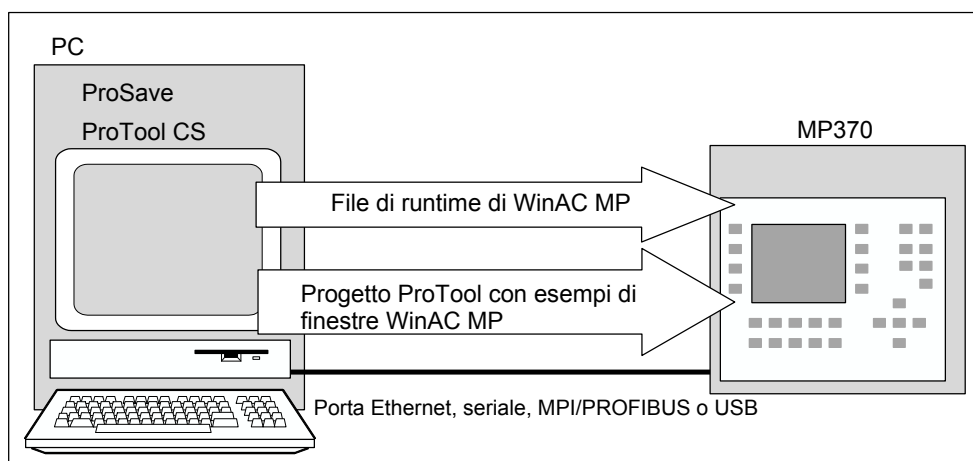 PC
ProSave
ProTool CS
MP370
File di runtime di WinAC MP
Progetto ProTool con esempi di
finestre WinAC MP
Porta Ethernet, seriale, MPI/PROFIBUS o USB